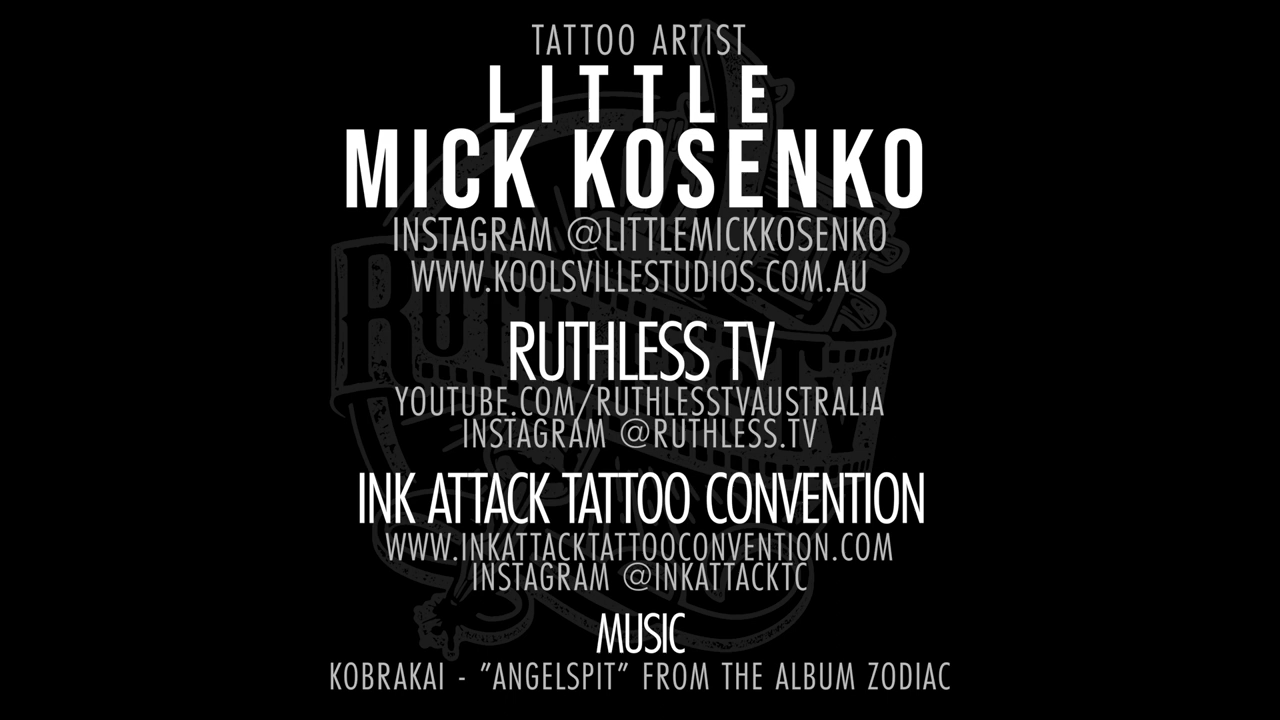 TATTOO ARTIST
LITTLE
MICK KOSENKO
INSTAGRAM @LITTLEMICKKOSENKO
WWW.KOOLSVILLESTUDIOS.COM.AU
RUTHLESS TV
YOUTUBE.COM/RUTHLESSTVAUSTRALIA
INSTAGRAM @RUTHLESS.TV
INK ATTACK TATTOO CONVENTION
WWW.INKATTACKTATTOOCONVENTION.COM
INSTAGRAM @INKATTACKTC
MUSIC
KOBRAKAI - "ANGELSPIT" FROM THE ALBUM ZODIAC